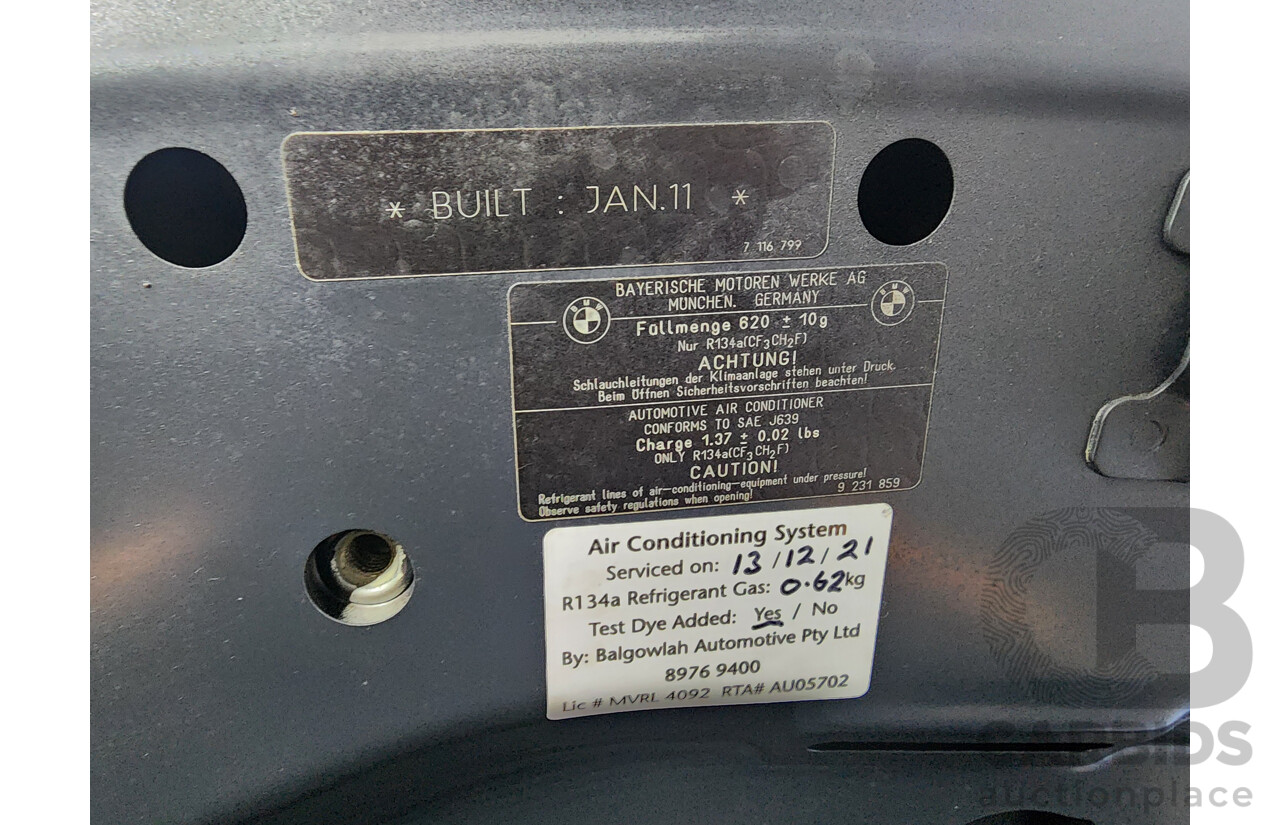 * BUILT : JAN.11 *
7 116 799
BAYERISCHE MOTOREN WERKE AG
MÜNCHEN, GERMANY
BMW
BMW
Füllmenge 620 ± 10g
Nur R134a(CF3CH2F)
ACHTUNG!
Schlauchleitungen der Klimaanlage stehen unter Druck.
Beim Öffnen Sicherheitsvorschriften beachten!
AUTOMOTIVE AIR CONDITIONER
CONFORMS TO SAE J639
Charge 1.37 ± 0.02 lbs
ONLY R134a(CF3CH2F)
CAUTION!
Refrigerant lines of air-conditioning-equipment under pressure!
Observe safety regulations when opening!
9 231 859
Air Conditioning System
Serviced on: 13/12/21
R134a Refrigerant Gas: 0.62kg
Test Dye Added: Yes / No
By: Balgowlah Automotive Pty Ltd
8976 9400
Lic # MVRL 4092 RTA# AU05702
CARBIDS
auctionplace